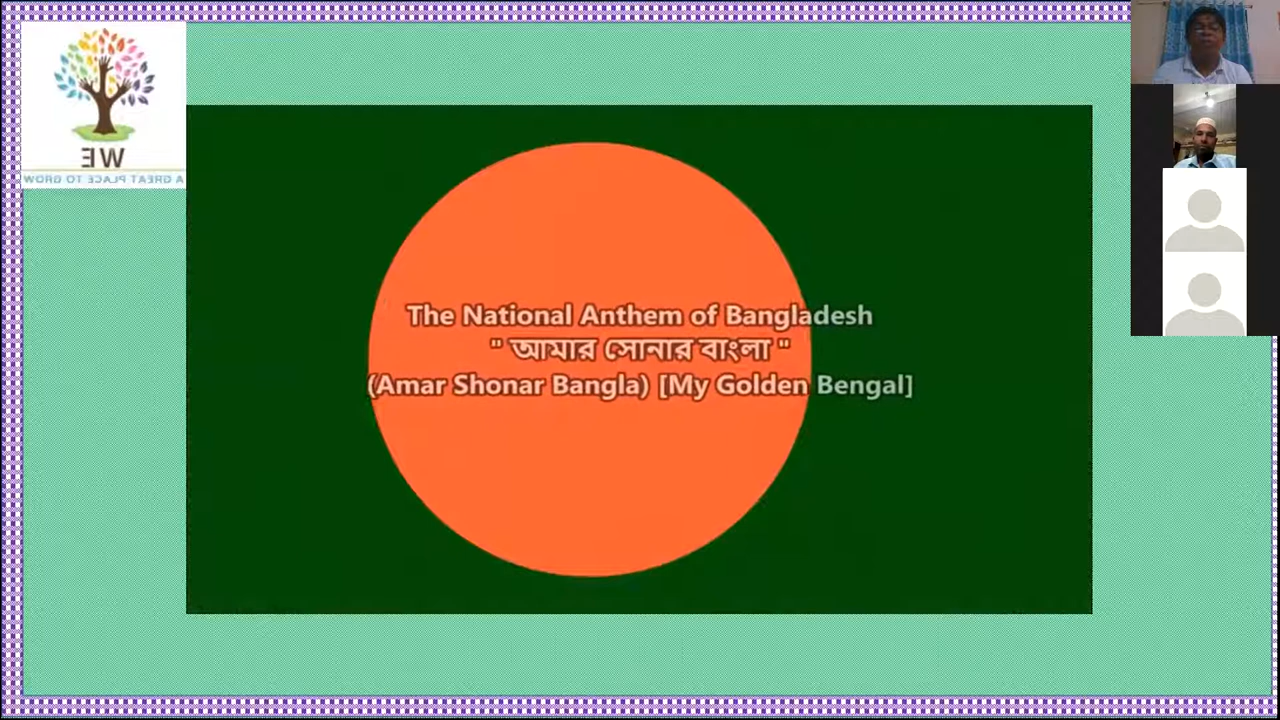 WE
A GREAT PLACE TO GROW
The National Anthem of Bangladesh
" আমার সোনার বাংলা "
(Amar Shonar Bangla) [My Golden Bengal]